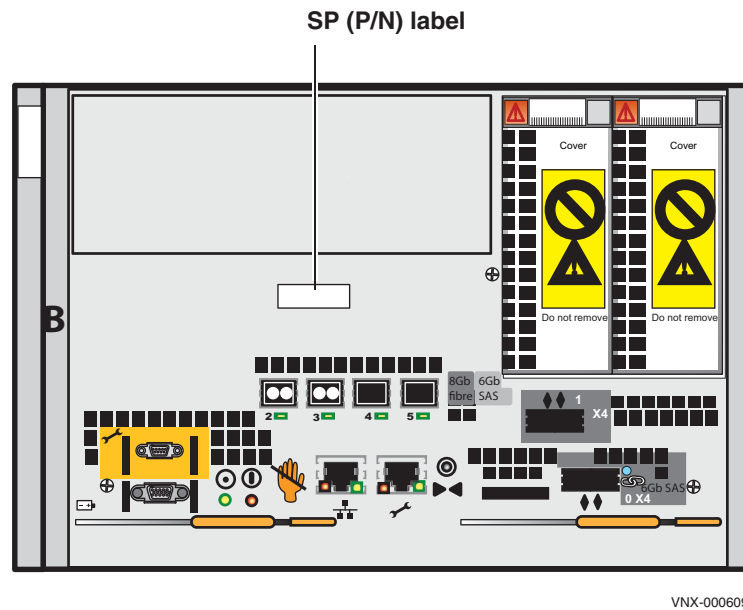 SP (P/N) label
Cover
Cover
Do not remove
Do not remove
B
8Gb
fibre
6Gb
SAS
2
3
4
5
1
X4
6Gb SAS
0 X4
VNX-000609